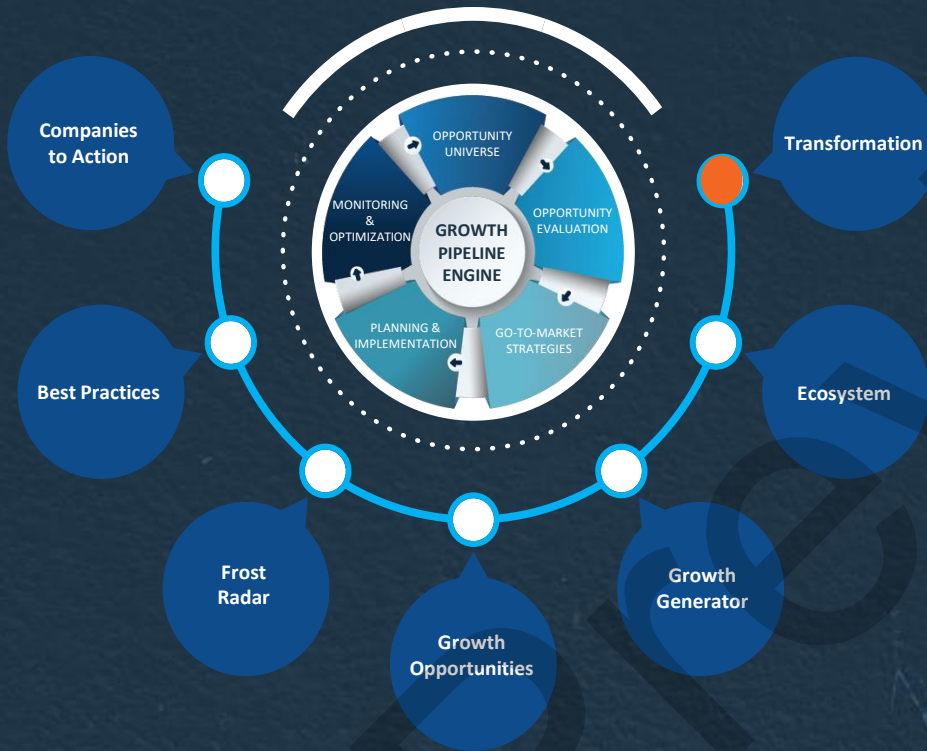 Companies
to Action
Transformation
OPPORTUNITY
UNIVERSE
MONITORING
&
OPTIMIZATION
OPPORTUNITY
EVALUATION
GROWTH
PIPELINE
ENGINE
PLANNING &
IMPLEMENTATION
GO-TO-MARKET
STRATEGIES
Best Practices
Ecosystem
Frost
Radar
Growth
Generator
Growth
Opportunities